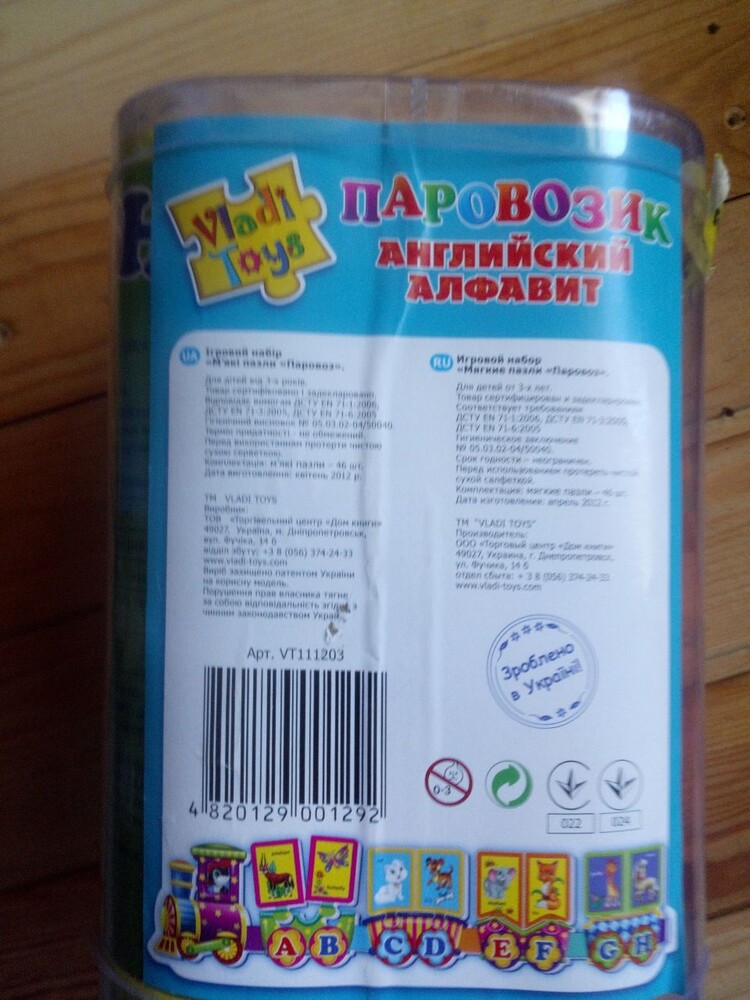 Vladi
Toys
ПАРОВОЗИК
АНГЛИЙСКИЙ
АЛФАВИТ
UA
Ігровий набір
«М'які пазли «Паровоз».
Для дітей від 3-х років.
Товар сертифіковано і задекларовано.
Відповідає вимогам ДСТУ EN 71-1:2006,
ДСТУ EN 71-3:2005, ДСТУ EN 71-6:2005
Гігієнічний висновок № 05.03.02-04/50040.
Термін придатності – не обмежений.
Перед використанням протерти чистою
сухою серветкою.
Комплектація: м'які пазли – 46 шт.
Дата виготовлення: квітень 2012 р.
ТМ VLADI TOYS
Виробник:
ТОВ «Торгівельний центр «Дом книги»
49027, Україна, м. Дніпропетровськ,
вул. Фучіка, 14 б
відділ збуту: +3 8 (056) 374-24-33
www.vladi-toys.com
Виріб захищено патентом України
на корисну модель.
Порушення прав власника тягне
за собою відповідальність згідно з
чинним законодавством України
RU
Игровой набор
«Мягкие пазлы «Паровоз».
Для детей от 3-х лет.
Товар сертифицирован и задекларирован.
Соответствует требованиям
ДСТУ EN 71-1:2006, ДСТУ EN 71-3:2005,
ДСТУ EN 71-6:2005
Гигиеническое заключение
№ 05.03.02-04/50040.
Срок годности – неограничен.
Перед использованием протереть чистой
сухой салфеткой.
Комплектация: мягкие пазлы – 46 шт.
Дата изготовления: апрель 2012 г.
ТМ "VLADI TOYS"
Производитель:
ООО «Торговый центр «Дом книги»
49027, Украина, г. Днепропетровск,
ул. Фучика, 14 б
отдел сбыта: + 3 8 (056) 374-24-33
www.vladi-toys.com
Зроблено
в Україні!
Арт. VT111203
4 820129 001292
0-3
022
024
A B C D E F G H